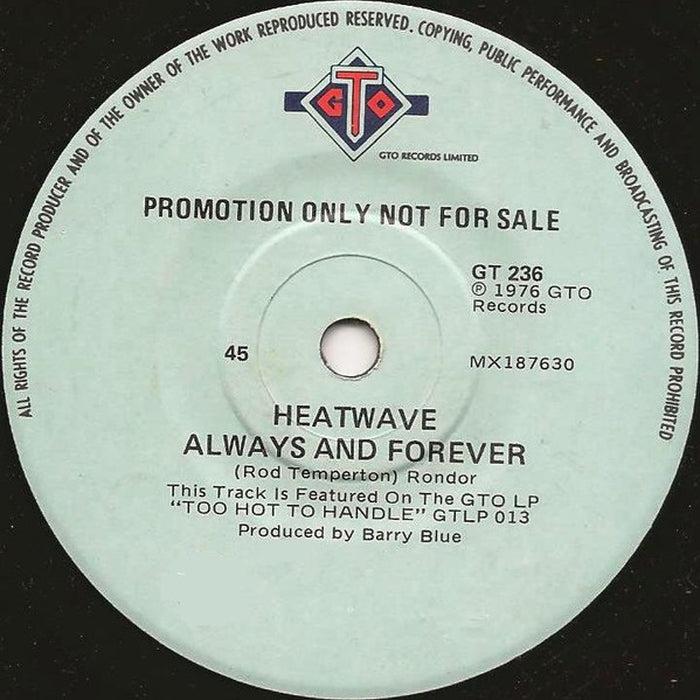 ALL RIGHTS OF THE RECORD PRODUCER AND OF THE OWNER OF THE WORK REPRODUCED RESERVED. COPYING, PUBLIC PERFORMANCE AND BROADCASTING OF THIS RECORD PROHIBITED
GTO
GTO RECORDS LIMITED
PROMOTION ONLY NOT FOR SALE
GT 236
℗ 1976 GTO
Records
45
MX187630
HEATWAVE
ALWAYS AND FOREVER
(Rod Temperton) Rondor
This Track Is Featured On The GTO LP
“TOO HOT TO HANDLE” GTLP 013
Produced by Barry Blue